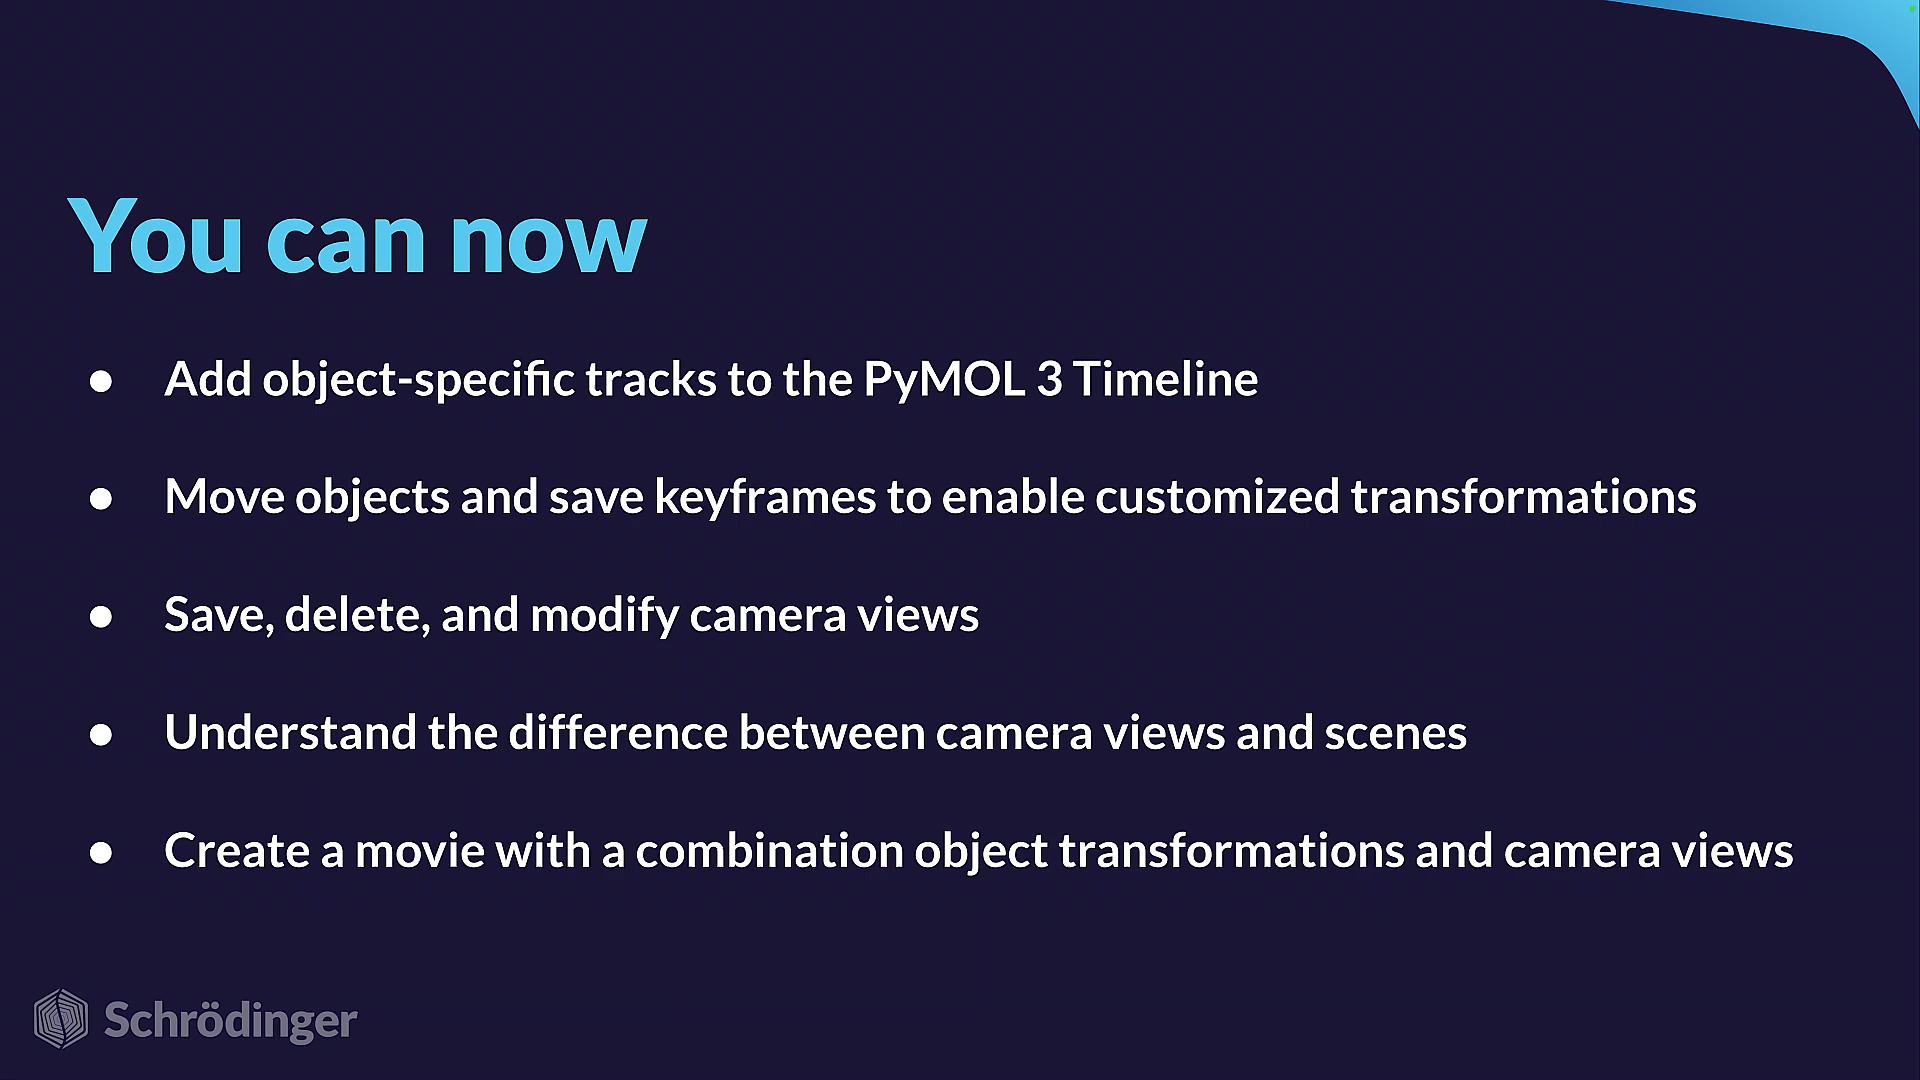 You can now
● Add object-specific tracks to the PyMOL 3 Timeline
● Move objects and save keyframes to enable customized transformations
● Save, delete, and modify camera views
● Understand the difference between camera views and scenes
● Create a movie with a combination object transformations and camera views
Schrödinger